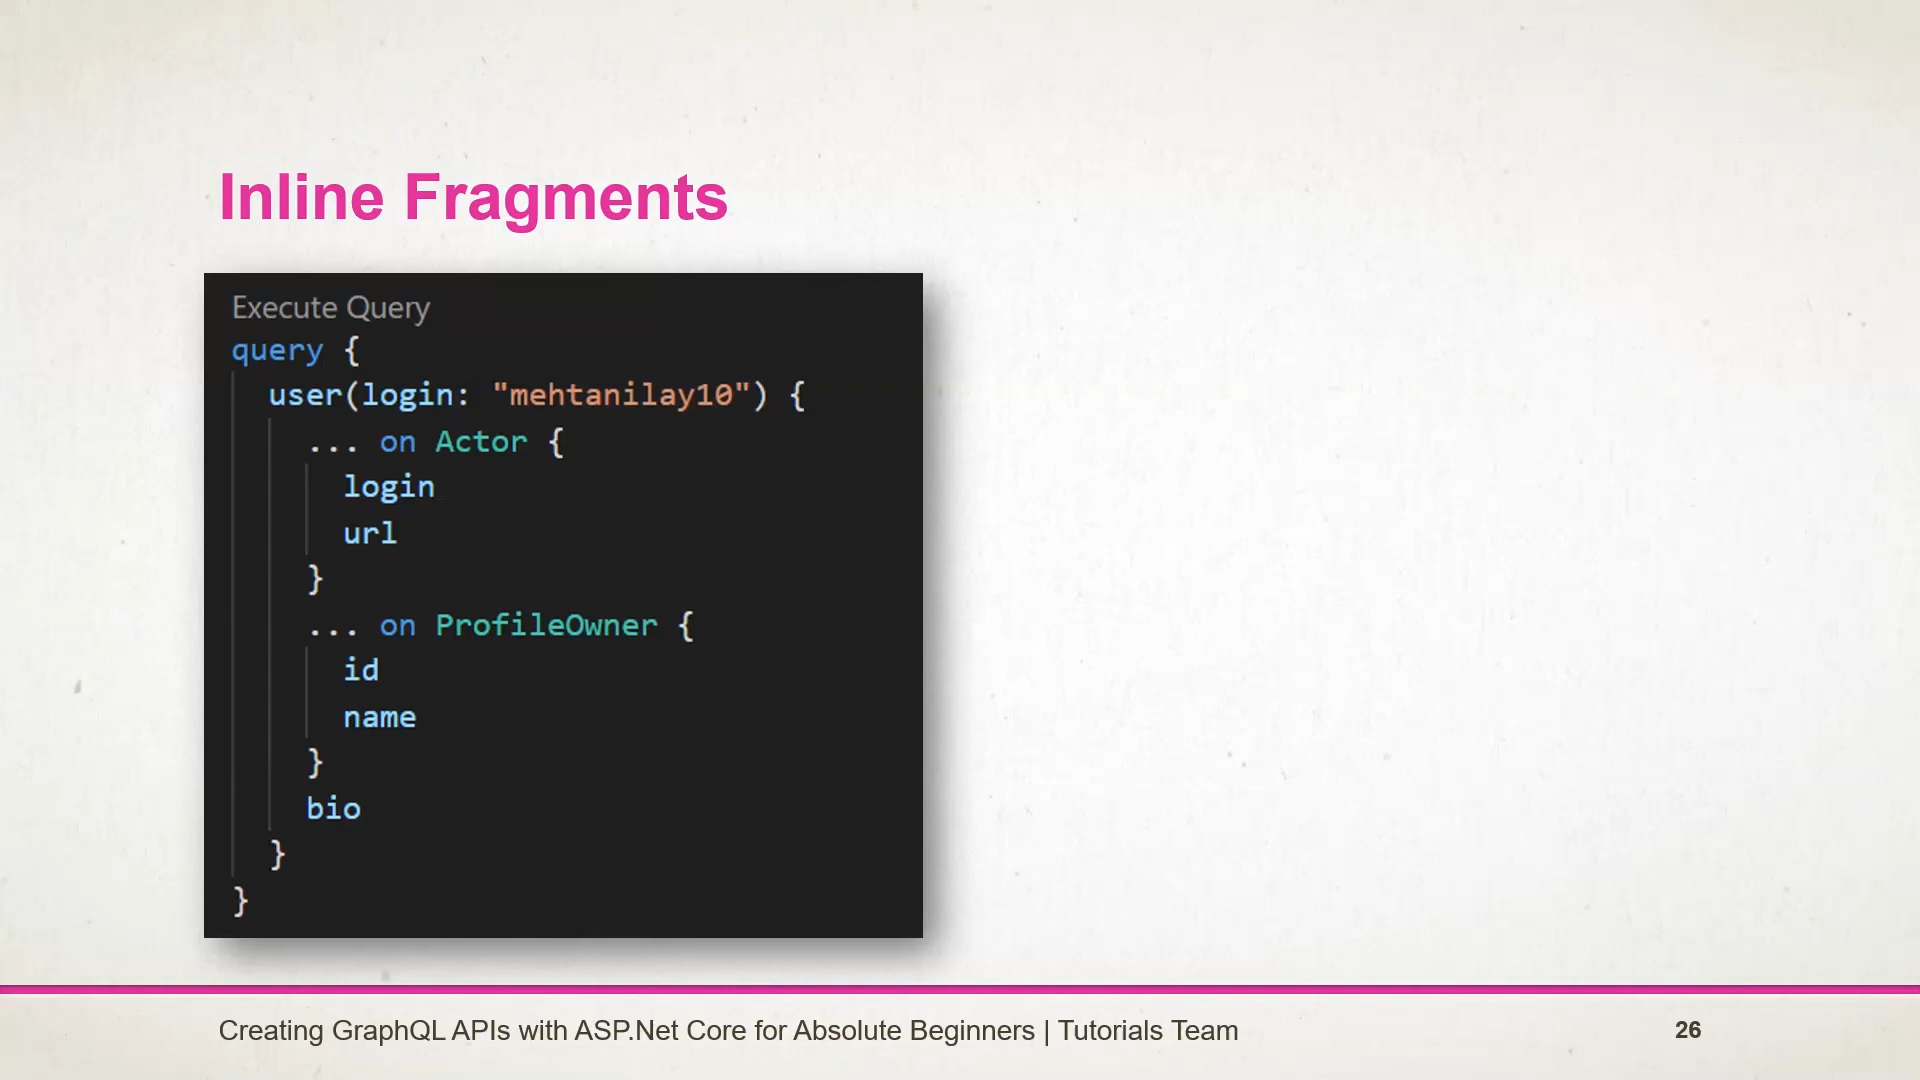 Inline Fragments
Execute Query
query {
user(login: "mehtanilay10") {
... on Actor {
login
url
}
... on ProfileOwner {
id
name
}
bio
}
}
Creating GraphQL APIs with ASP.Net Core for Absolute Beginners | Tutorials Team
26